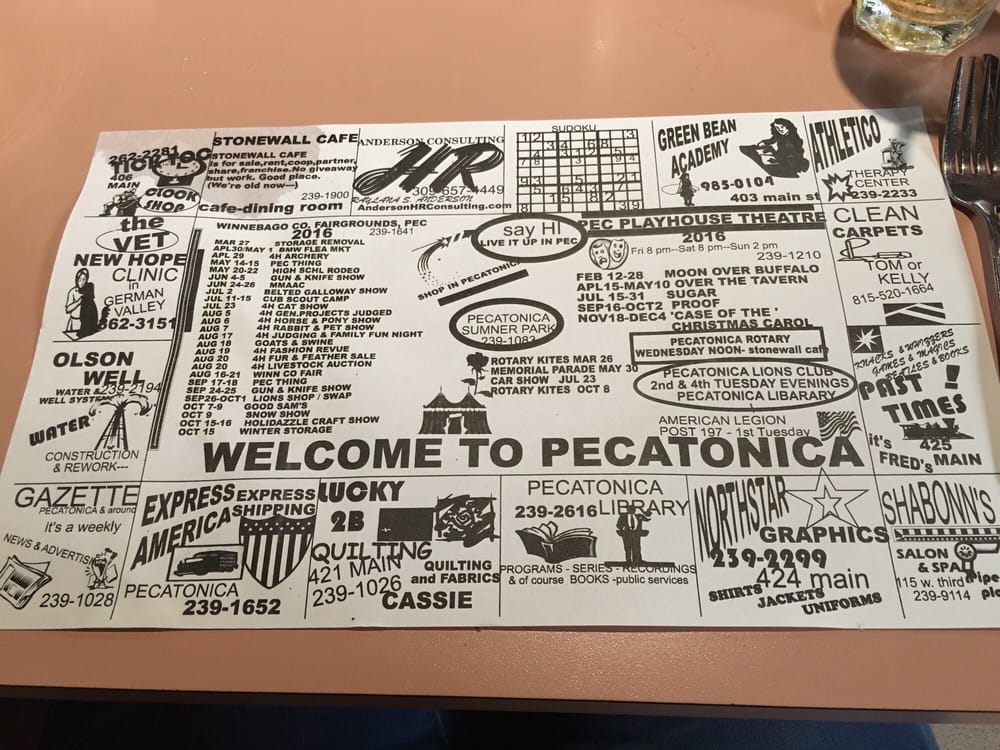 262-2281
TICK TOC
406
MAIN
CLOCK
SHOP
STONEWALL CAFE
STONEWALL CAFE
is for sale,rent,coop,partner,
share,franchise.No giveaway
but work. Good place.
(We're old now---)
239-1900
cafe-dining room
ANDERSON CONSULTING
HR
309-657-4449
RAYLANA S. ANDERSON
AndersonHRConsulting.com
SUDOKU
GREEN BEAN
ACADEMY
985-0104
403 main st
ATHLETICO
THERAPY
CENTER
239-2233
the
VET
NEW HOPE
CLINIC
in
GERMAN
VALLEY
362-3151
WINNEBAGO CO. FAIRGROUNDS, PEC
2016
239-1641
MAR 27 STORAGE REMOVAL
APL30/MAY 1 BMW FLEA MKT
APL 29 4H ARCHERY
MAY 14-15 PEC THING
MAY 20-22 HIGH SCHL RODEO
JUN 4-5 GUN & KNIFE SHOW
JUN 24-26 MMAAC
JUL 2 BELTED GALLOWAY SHOW
JUL 11-15 CUB SCOUT CAMP
JUL 23 4H CAT SHOW
AUG 5 4H GEN.PROJECTS JUDGED
AUG 6 4H HORSE & PONY SHOW
AUG 7 4H RABBIT & PET SHOW
AUG 17 4H JUDGING & FAMILY FUN NIGHT
AUG 18 GOATS & SWINE
AUG 19 4H FASHION REVUE
AUG 20 4H FUR & FEATHER SALE
AUG 20 4H LIVESTOCK AUCTION
AUG 16-21 WINN CO FAIR
SEP 17-18 PEC THING
SEP 24-25 GUN & KNIFE SHOW
SEP26-OCT1 LIONS SHOP / SWAP
OCT 7-9 GOOD SAM'S
OCT 9 SNOW SHOW
OCT 15-16 HOLIDAZZLE CRAFT SHOW
OCT 15 WINTER STORAGE
say HI
LIVE IT UP IN PEC
SHOP IN PECATONICA
PECATONICA
SUMNER PARK
239-1082
ROTARY KITES MAR 26
MEMORIAL PARADE MAY 30
CAR SHOW JUL 23
ROTARY KITES OCT 8
PEC PLAYHOUSE THEATRE
2016
Fri 8 pm--Sat 8 pm--Sun 2 pm
239-1210
FEB 12-28 MOON OVER BUFFALO
APL15-MAY10 OVER THE TAVERN
JUL 15-31 SUGAR
SEP16-OCT2 PROOF
NOV18-DEC4 'CASE OF THE '
CHRISTMAS CAROL
PECATONICA ROTARY
WEDNESDAY NOON- stonewall cafe
PECATONICA LIONS CLUB
2nd & 4th TUESDAY EVENINGS
PECATONICA LIBARARY
AMERICAN LEGION
POST 197 - 1st Tuesday
CLEAN
CARPETS
TOM or
KELLY
815-520-1664
KNACKS & WHIZZERS
GAMES & MAGICS
BEATLES & BOOKS
PAST !
TIMES
425
it's
FRED's MAIN
OLSON
WELL
WATER & 239-2194
WELL SYSTEMS
WATER
CONSTRUCTION
& REWORK---
WELCOME TO PECATONICA
GAZETTE
PECATONICA & around
it's a weekly
NEWS & ADVERTISI
239-1028
EXPRESS
AMERICA
EXPRESS
SHIPPING
PECATONICA
239-1652
LUCKY
2B
QUILTING
421 MAIN
239-1026
QUILTING
and FABRICS
CASSIE
PECATONICA
239-2616 LIBRARY
PROGRAMS - SERIES - RECORDINGS
& of course BOOKS -public services
NORTHSTAR
GRAPHICS
239-2299
424 main
SHIRTS
JACKETS
UNIFORMS
SHABONN'S
SALON
& SPA
115 w. third
239-9114